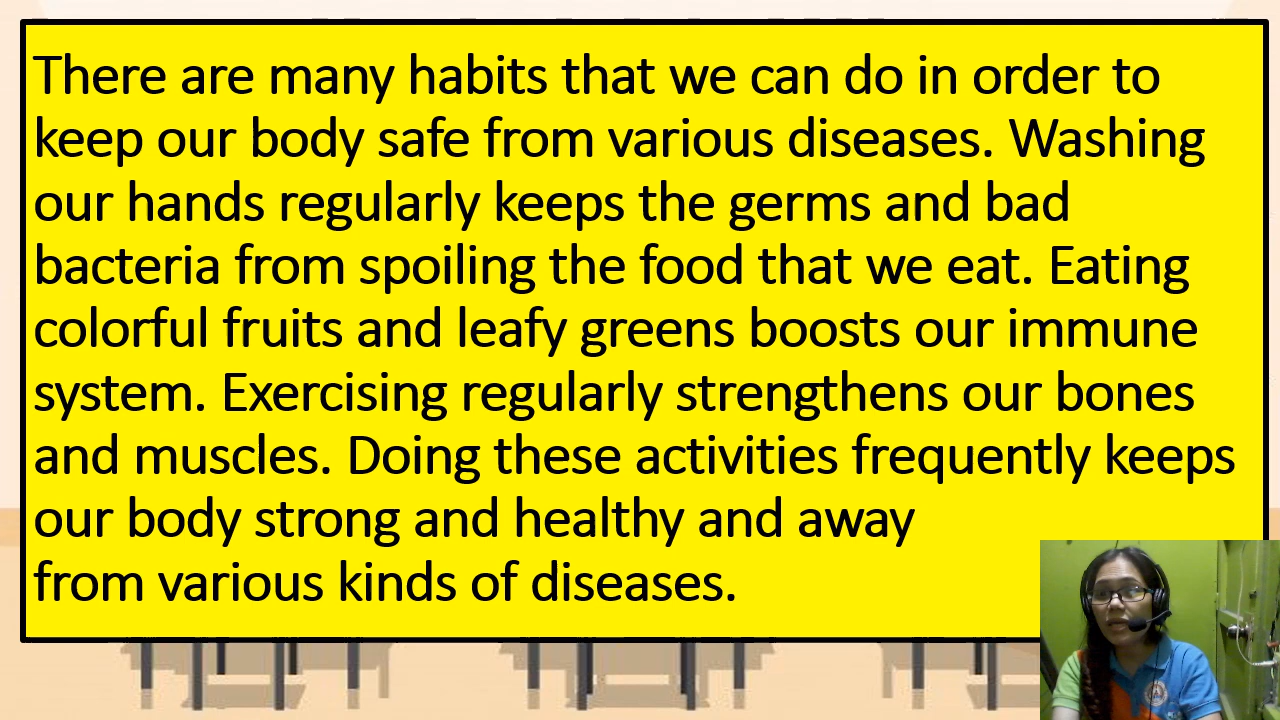 There are many habits that we can do in order to
keep our body safe from various diseases. Washing
our hands regularly keeps the germs and bad
bacteria from spoiling the food that we eat. Eating
colorful fruits and leafy greens boosts our immune
system. Exercising regularly strengthens our bones
and muscles. Doing these activities frequently keeps
our body strong and healthy and away
from various kinds of diseases.